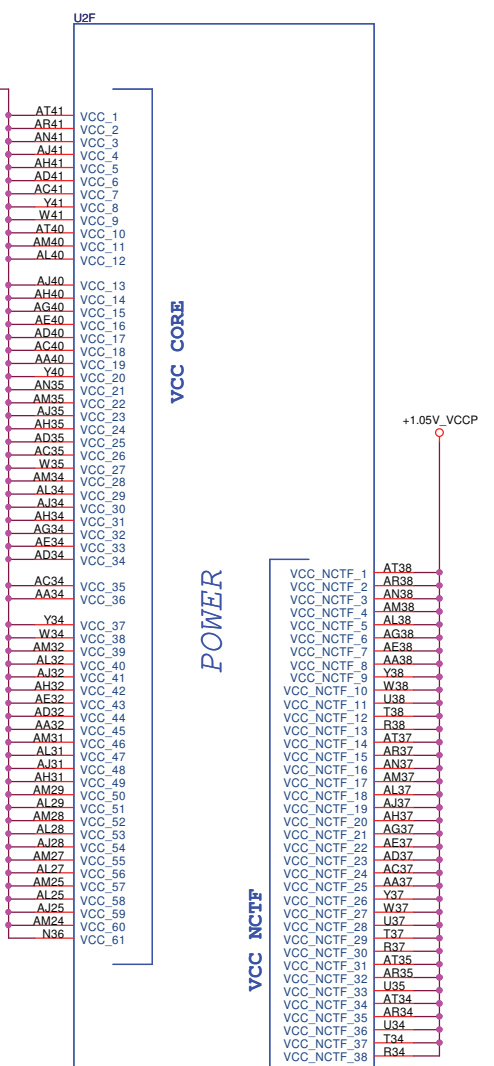 U2F
AT41 VCC_1
AR41 VCC_2
AN41 VCC_3
AJ41 VCC_4
AH41 VCC_5
AD41 VCC_6
AC41 VCC_7
Y41 VCC_8
W41 VCC_9
AT40 VCC_10
AM40 VCC_11
AL40 VCC_12
AJ40 VCC_13
AH40 VCC_14
AG40 VCC_15
AE40 VCC_16
AD40 VCC_17
AC40 VCC_18
AA40 VCC_19
Y40 VCC_20
AN35 VCC_21
AM35 VCC_22
AJ35 VCC_23
AH35 VCC_24
AD35 VCC_25
AC35 VCC_26
W35 VCC_27
AM34 VCC_28
AL34 VCC_29
AJ34 VCC_30
AH34 VCC_31
AG34 VCC_32
AE34 VCC_33
AD34 VCC_34
AC34 VCC_35
AA34 VCC_36
Y34 VCC_37
W34 VCC_38
AM32 VCC_39
AL32 VCC_40
AJ32 VCC_41
AH32 VCC_42
AE32 VCC_43
AD32 VCC_44
AA32 VCC_45
AM31 VCC_46
AL31 VCC_47
AJ31 VCC_48
AH31 VCC_49
AM29 VCC_50
AL29 VCC_51
AM28 VCC_52
AL28 VCC_53
AJ28 VCC_54
AM27 VCC_55
AL27 VCC_56
AM25 VCC_57
AL25 VCC_58
AJ25 VCC_59
AM24 VCC_60
N36 VCC_61
VCC CORE
POWER
+1.05V_VCCP
VCC NCTF
VCC_NCTF_1 AT38
VCC_NCTF_2 AR38
VCC_NCTF_3 AN38
VCC_NCTF_4 AM38
VCC_NCTF_5 AL38
VCC_NCTF_6 AG38
VCC_NCTF_7 AE38
VCC_NCTF_8 AA38
VCC_NCTF_9 Y38
VCC_NCTF_10 W38
VCC_NCTF_11 U38
VCC_NCTF_12 T38
VCC_NCTF_13 R38
VCC_NCTF_14 AT37
VCC_NCTF_15 AR37
VCC_NCTF_16 AN37
VCC_NCTF_17 AM37
VCC_NCTF_18 AL37
VCC_NCTF_19 AJ37
VCC_NCTF_20 AH37
VCC_NCTF_21 AG37
VCC_NCTF_22 AE37
VCC_NCTF_23 AD37
VCC_NCTF_24 AC37
VCC_NCTF_25 AA37
VCC_NCTF_26 Y37
VCC_NCTF_27 W37
VCC_NCTF_28 U37
VCC_NCTF_29 T37
VCC_NCTF_30 R37
VCC_NCTF_31 AT35
VCC_NCTF_32 AR35
VCC_NCTF_33 U35
VCC_NCTF_34 AT34
VCC_NCTF_35 AR34
VCC_NCTF_36 U34
VCC_NCTF_37 T34
VCC_NCTF_38 R34